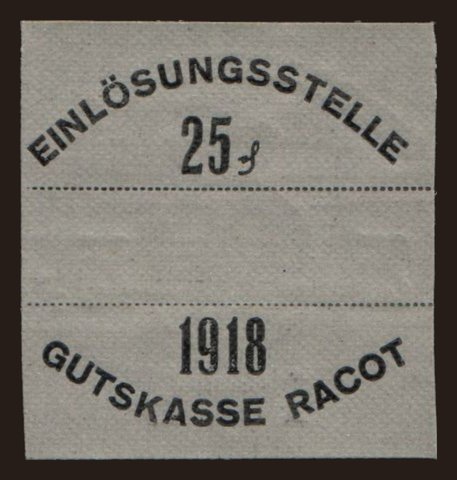 EINLÖSUNGSSTELLE
25 ₰
1918
GUTSKASSE RACOT